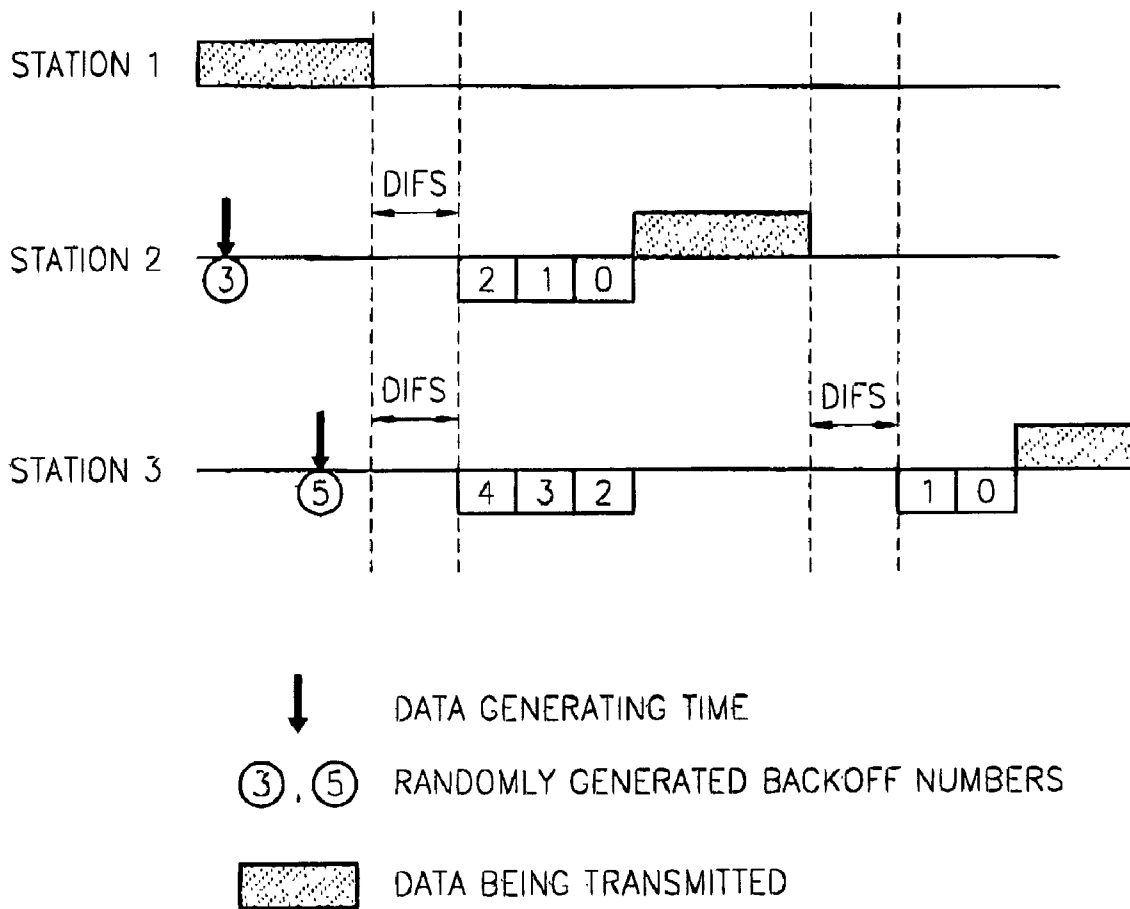 STATION 1
DIFS
STATION 2
3
2 1 0
DIFS
DIFS
STATION 3
5
4 3 2
1 0
DATA GENERATING TIME
3 , 5 RANDOMLY GENERATED BACKOFF NUMBERS
DATA BEING TRANSMITTED